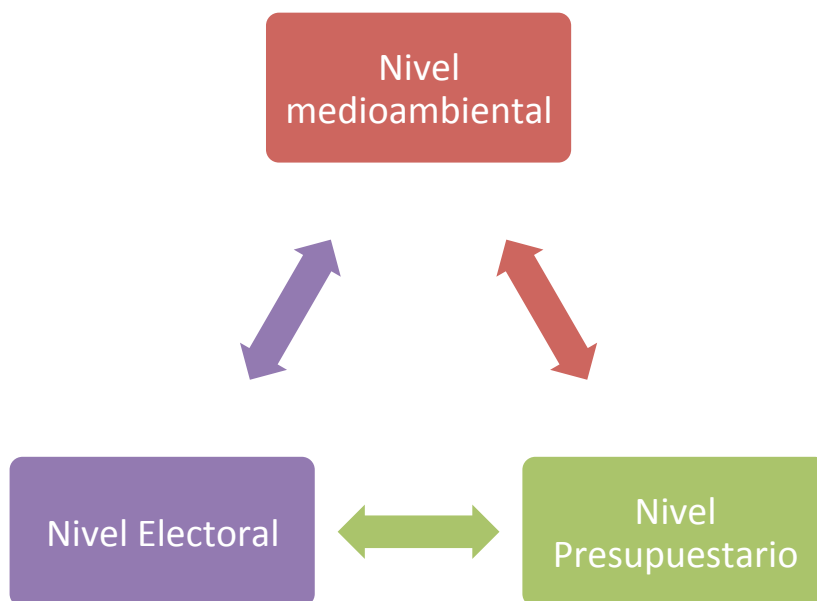 Nivel
medioambiental
Nivel Electoral
Nivel
Presupuestario